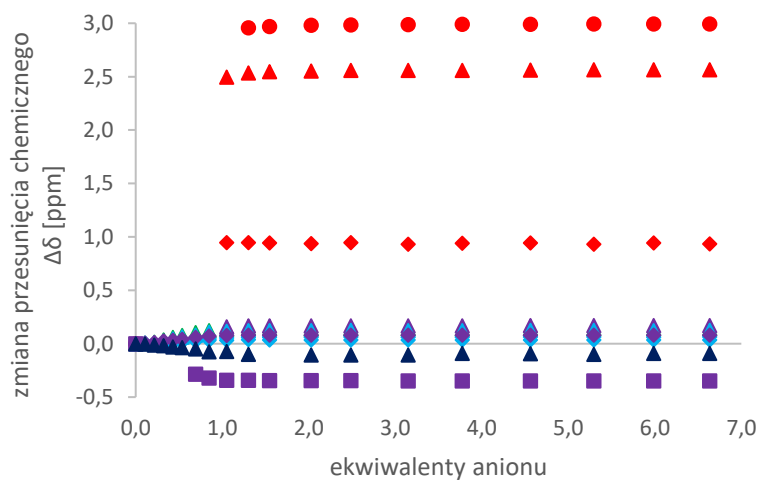 zmiana przesunięcia chemicznego
Δδ [ppm]
3,0
2,5
2,0
1,5
1,0
0,5
0,0
-0,5
0,0 1,0 2,0 3,0 4,0 5,0 6,0 7,0
ekwiwalenty anionu